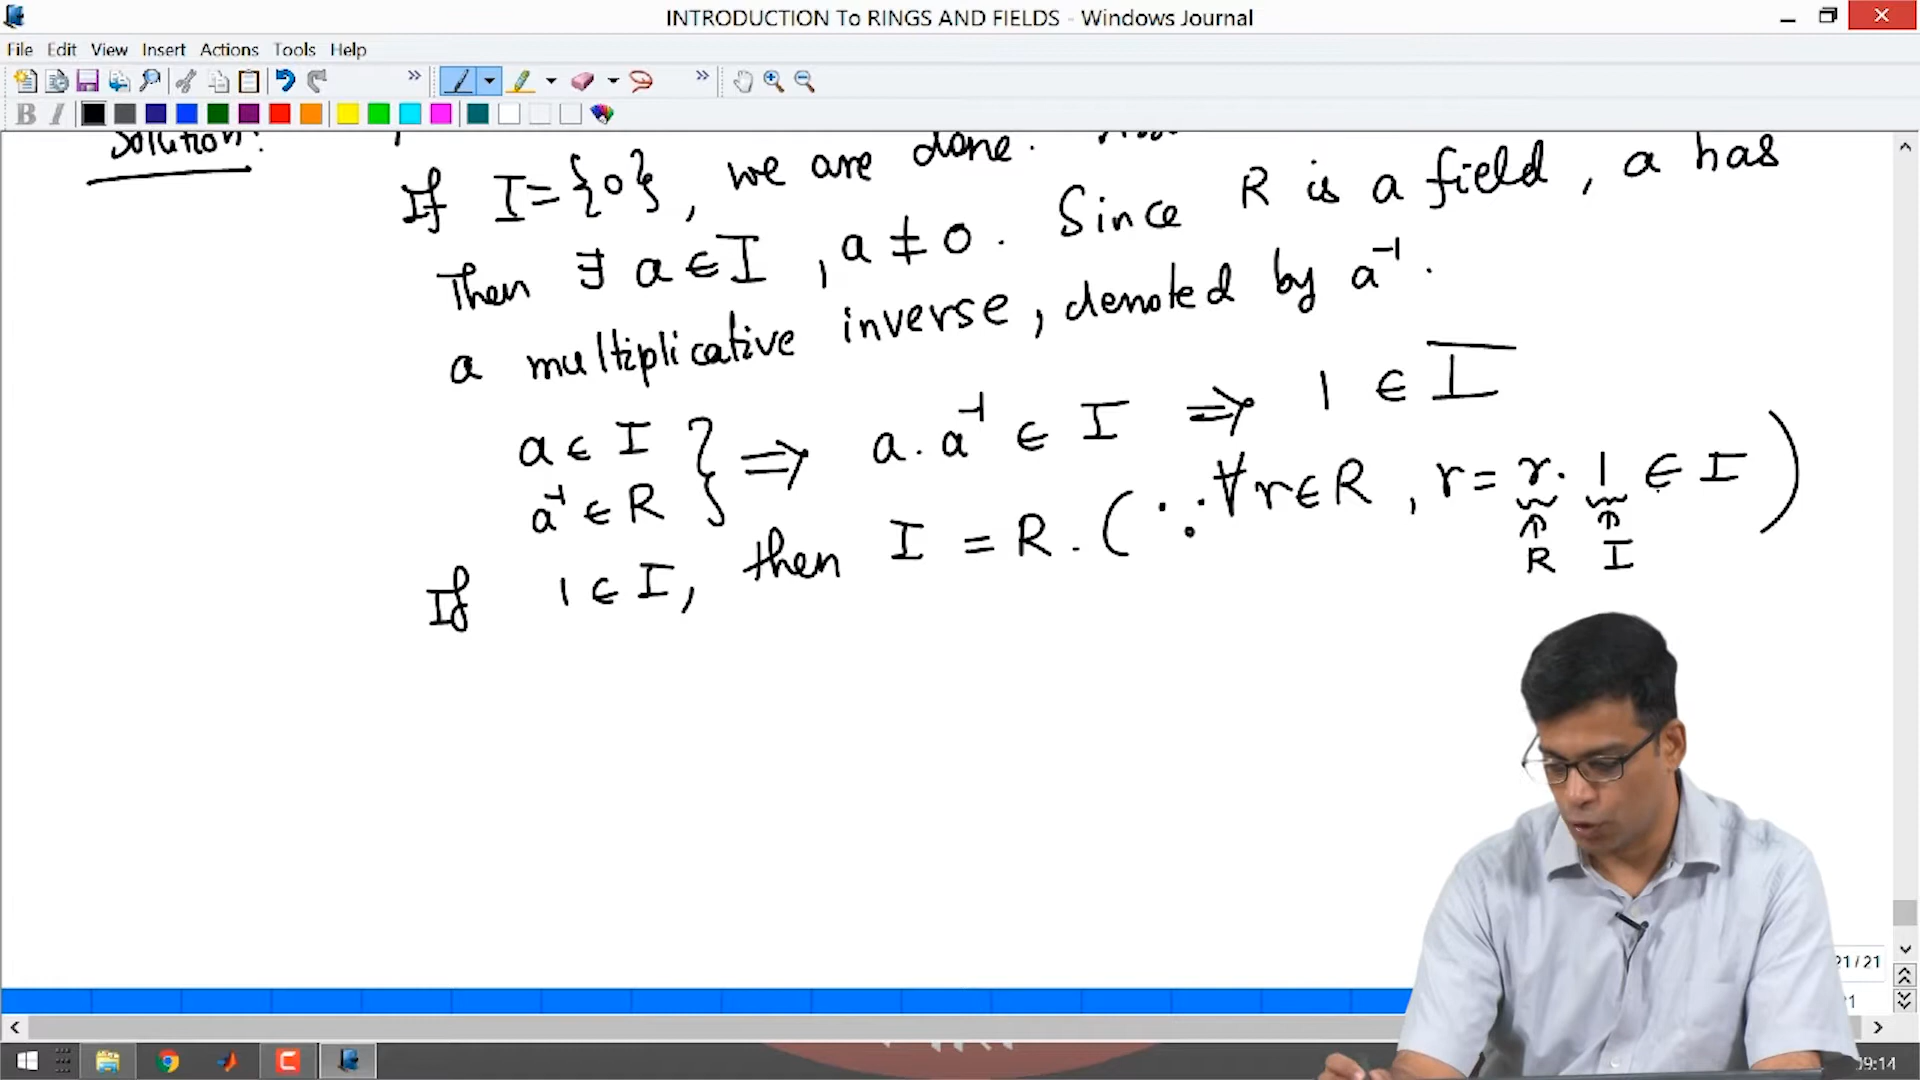 INTRODUCTION To RINGS AND FIELDS - Windows Journal
File Edit View Insert Actions Tools Help
B I
Solution:
If I={0}, we are done.
Then ∃ a∈I, a≠0. Since R is a field, a has
a multiplicative inverse, denoted by a⁻¹.
a ∈ I } ⇒ a.a⁻¹ ∈ I ⇒ 1 ∈ I
a⁻¹ ∈ R
If 1∈I, then I = R. (∵ ∀r∈R, r = r.1 ∈ I)
↑ ↑
R I
21/21
09:14